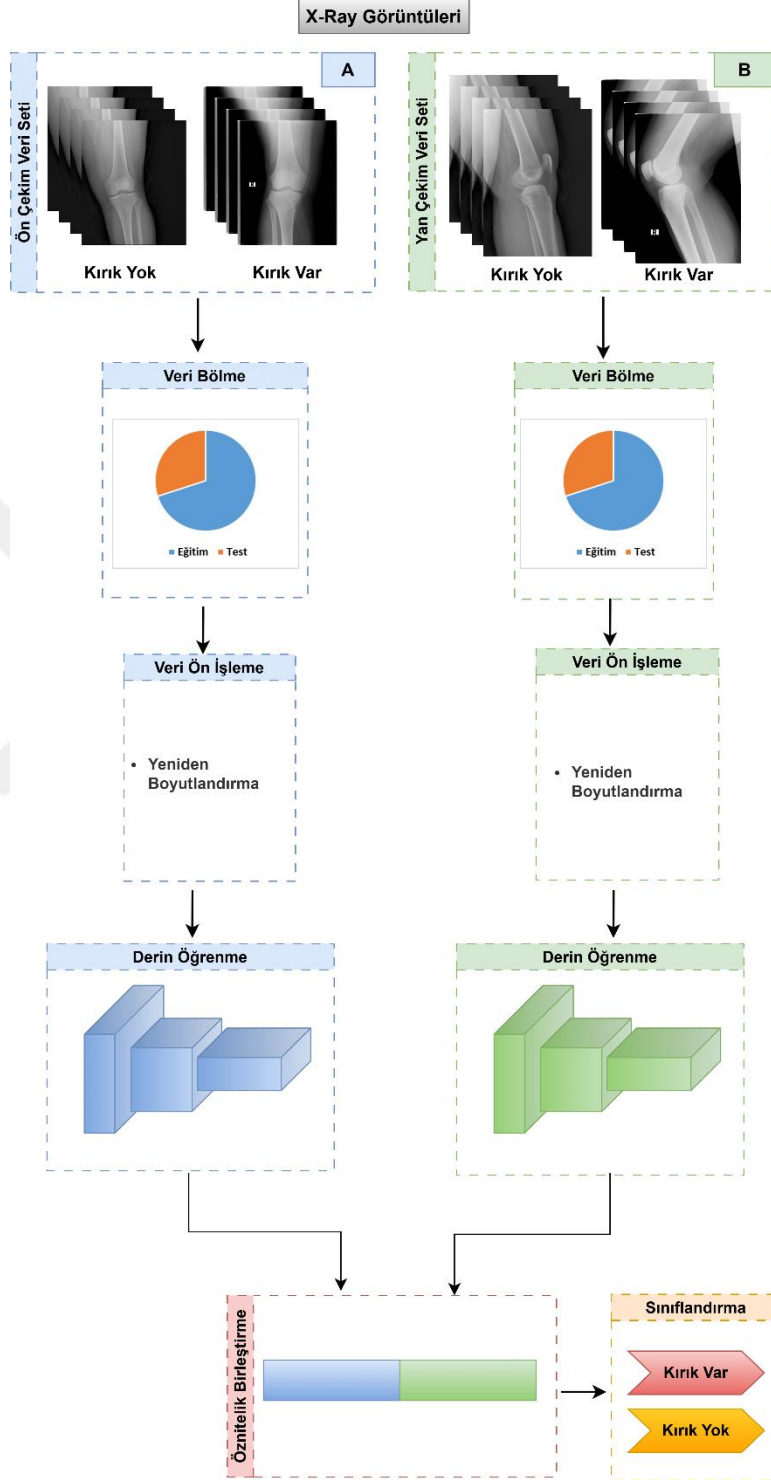 X-Ray Görüntüleri
Ön Çekim Veri Seti
A
Kırık Yok
Kırık Var
Yan Çekim Veri Seti
B
Kırık Yok
Kırık Var
Veri Bölme
Eğitim
Test
Veri Bölme
Eğitim
Test
Veri Ön İşleme
• Yeniden
Boyutlandırma
Veri Ön İşleme
• Yeniden
Boyutlandırma
Derin Öğrenme
Derin Öğrenme
Öznitelik Birleştirme
Sınıflandırma
Kırık Var
Kırık Yok